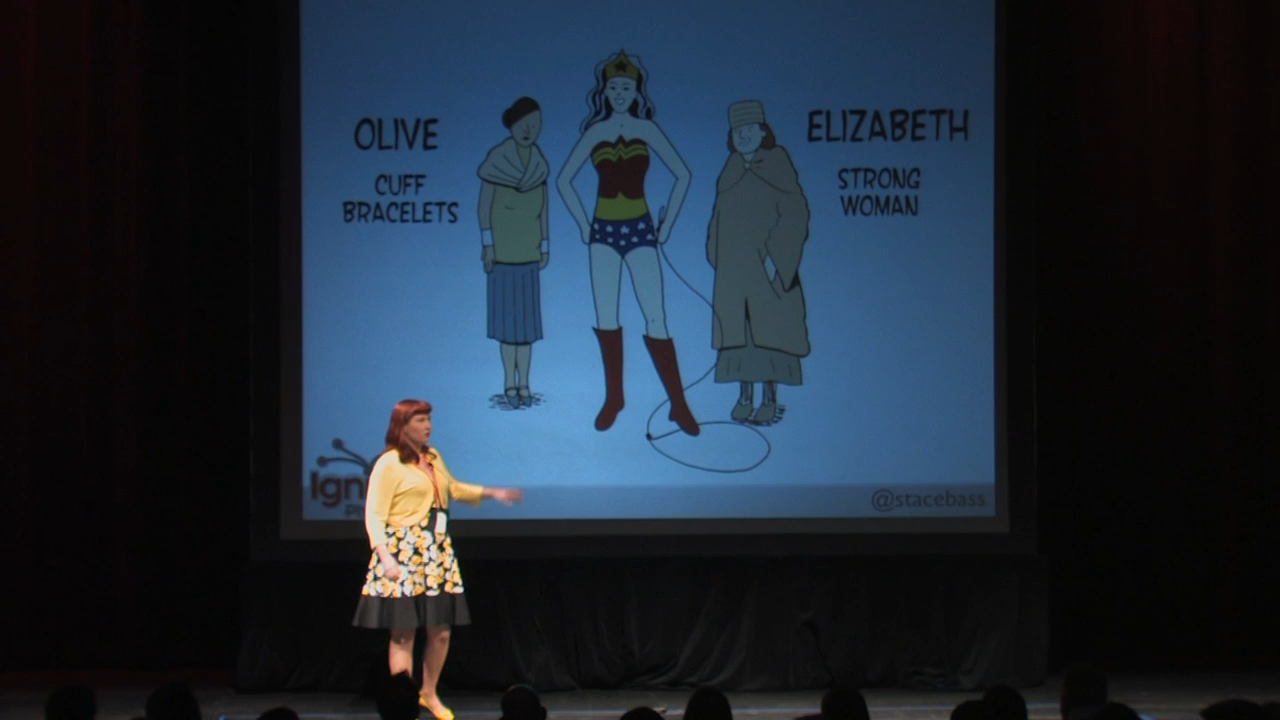 OLIVE
CUFF
BRACELETS
ELIZABETH
STRONG
WOMAN
@stacebass